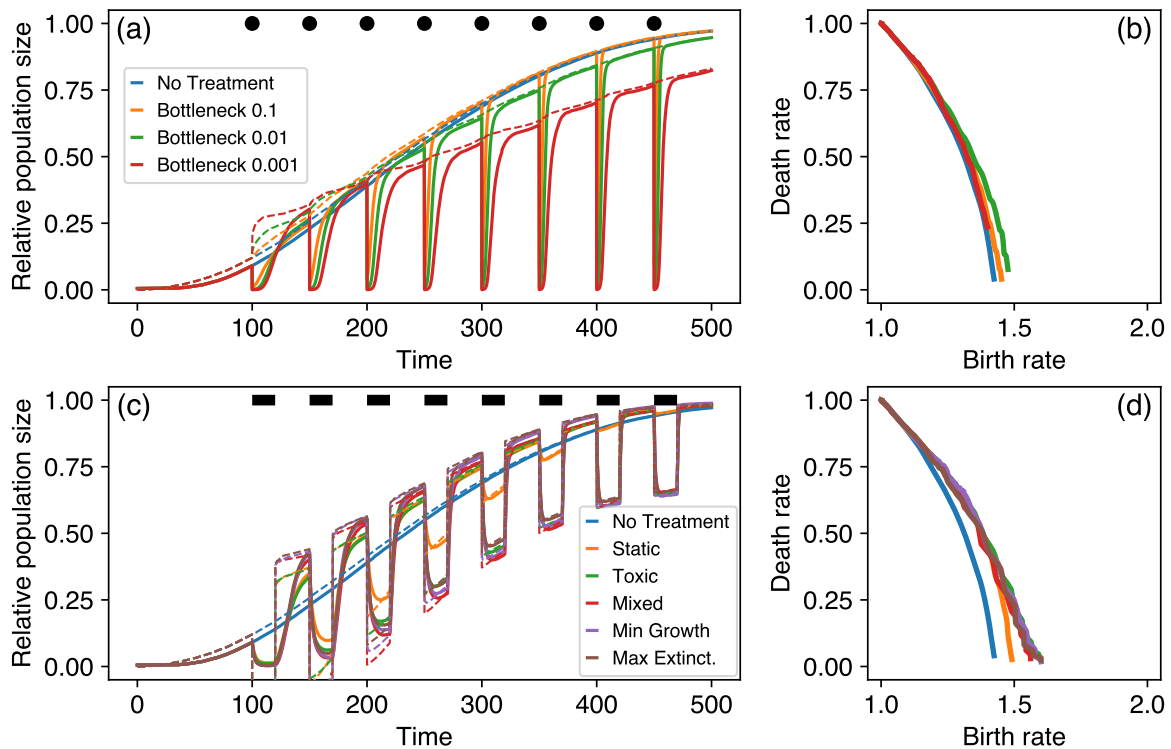 (a)
Relative population size
1.00
0.75
0.50
0.25
0.00
No Treatment
Bottleneck 0.1
Bottleneck 0.01
Bottleneck 0.001
0 100 200 300 400 500
Time
(b)
Death rate
1.00
0.75
0.50
0.25
0.00
1.0 1.5 2.0
Birth rate
(c)
Relative population size
1.00
0.75
0.50
0.25
0.00
No Treatment
Static
Toxic
Mixed
Min Growth
Max Extinct.
0 100 200 300 400 500
Time
(d)
Death rate
1.00
0.75
0.50
0.25
0.00
1.0 1.5 2.0
Birth rate